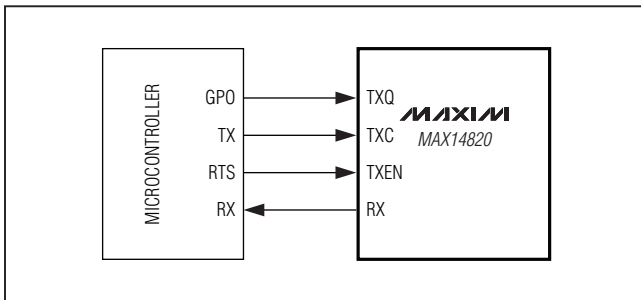 MICROCONTROLLER
GPO
TX
RTS
RX
TXQ
TXC
TXEN
RX
MAXIM
MAX14820